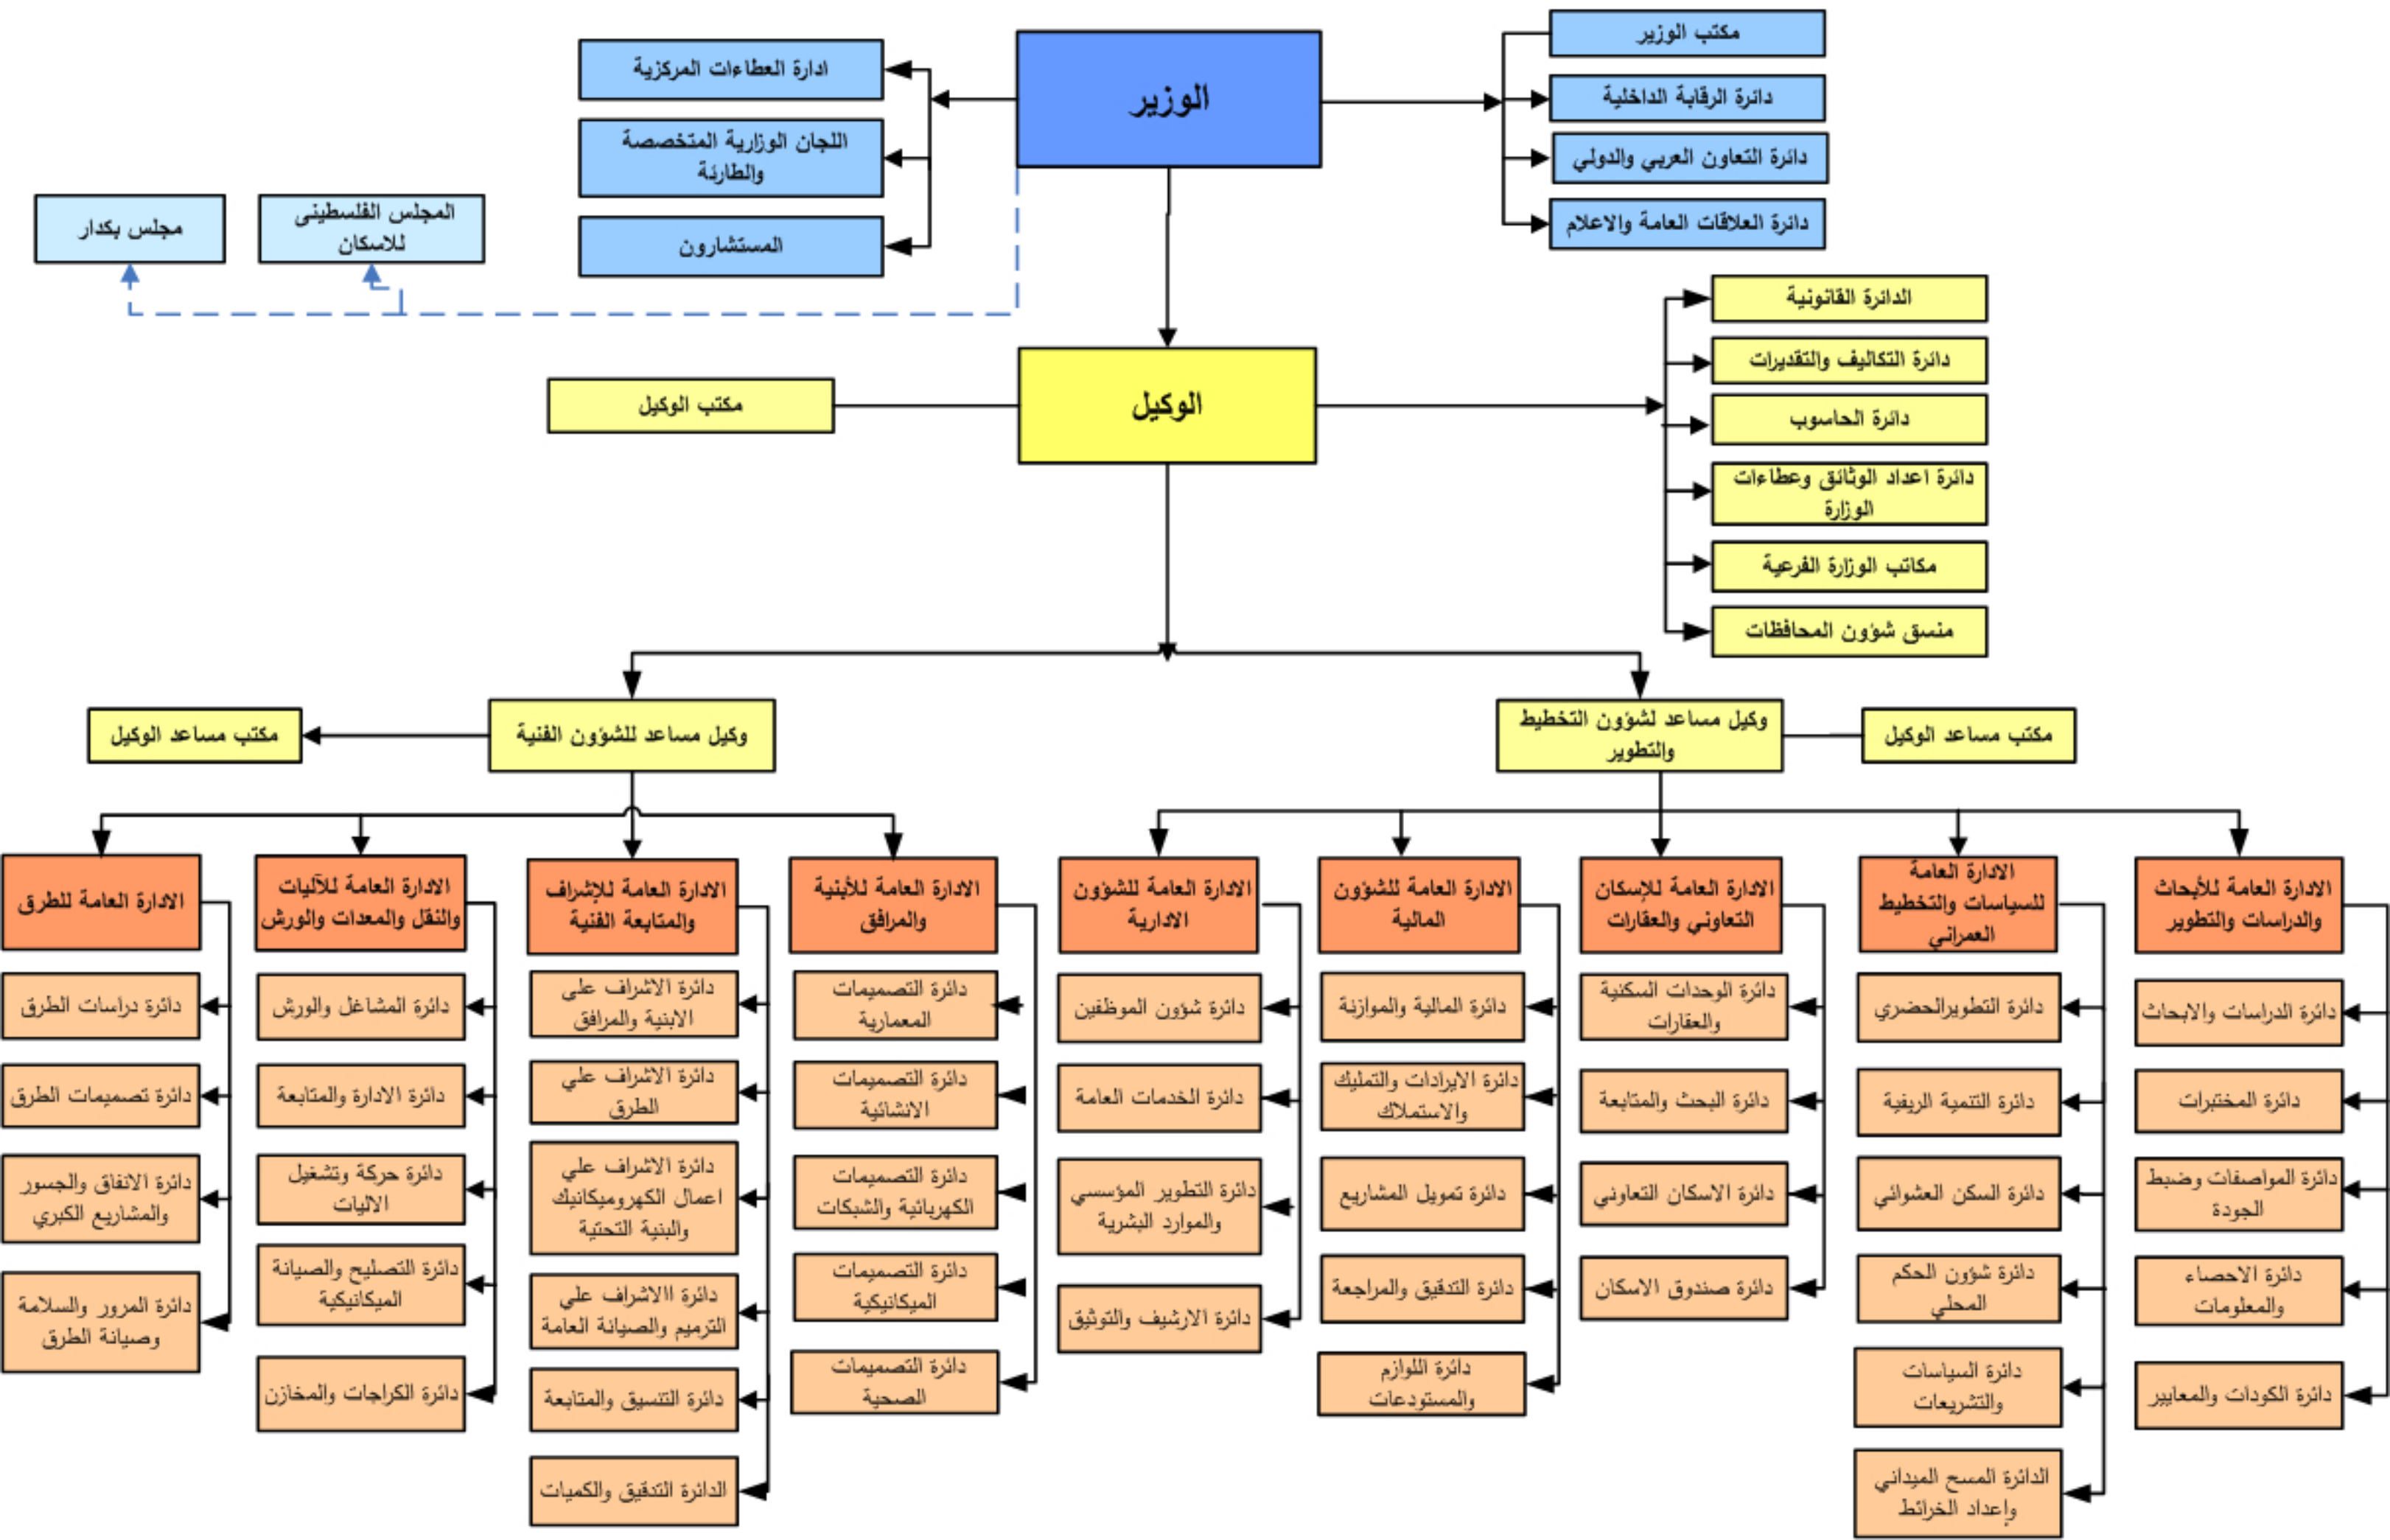 مكتب الوزير
ادارة العطاءات المركزية
الوزير
دائرة الرقابة الداخلية
اللجان الوزارية المتخصصة
والطارئة
دائرة التعاون العربي والدولي
دائرة العلاقات العامة والاعلام
المستشارون
المجلس الفلسطينى
للاسكان
مجلس بكدار
الدائرة القانونية
دائرة التكاليف والتقديرات
الوكيل
مكتب الوكيل
دائرة الحاسوب
دائرة اعداد الوثائق وعطاءات
الوزارة
مكاتب الوزارة الفرعية
منسق شؤون المحافظات
مكتب مساعد الوكيل
وكيل مساعد لشؤون التخطيط
والتطوير
وكيل مساعد للشؤون الفنية
مكتب مساعد الوكيل
الادارة العامة للأبحاث
والدراسات والتطوير
دائرة الدراسات والابحاث
دائرة المختبرات
دائرة المواصفات وضبط
الجودة
دائرة الاحصاء
والمعلومات
دائرة الكودات والمعايير
الادارة العامة
للسياسات والتخطيط
العمراني
دائرة التطويرالحضري
دائرة التنمية الريفية
دائرة السكن العشوائي
دائرة شؤون الحكم
المحلي
دائرة السياسات
والتشريعات
الدائرة المسح الميداني
وإعداد الخرائط
الادارة العامة للإسكان
التعاوني والعقارات
دائرة الوحدات السكنية
والعقارات
دائرة البحث والمتابعة
دائرة الاسكان التعاوني
دائرة صندوق الاسكان
الادارة العامة للشؤون
المالية
دائرة المالية والموازنة
دائرة الايرادات والتمليك
والاستملاك
دائرة تمويل المشاريع
دائرة التدقيق والمراجعة
دائرة اللوازم
والمستودعات
الادارة العامة للشؤون
الادارية
دائرة شؤون الموظفين
دائرة الخدمات العامة
دائرة التطوير المؤسسي
والموارد البشرية
دائرة الارشيف والتوثيق
الادارة العامة للأبنية
والمرافق
دائرة التصميمات
المعمارية
دائرة التصميمات
الانشائية
دائرة التصميمات
الكهربائية والشبكات
دائرة التصميمات
الميكانيكية
دائرة التصميمات
الصحية
الادارة العامة للإشراف
والمتابعة الفنية
دائرة الاشراف على
الابنية والمرافق
دائرة الاشراف علي
الطرق
دائرة الاشراف علي
اعمال الكهروميكانيك
والبنية التحتية
دائرة االاشراف علي
الترميم والصيانة العامة
دائرة التنسيق والمتابعة
الدائرة التدقيق والكميات
الادارة العامة للآليات
والنقل والمعدات والورش
دائرة المشاغل والورش
دائرة الادارة والمتابعة
دائرة حركة وتشغيل
الاليات
دائرة التصليح والصيانة
الميكانيكية
دائرة الكراجات والمخازن
الادارة العامة للطرق
دائرة دراسات الطرق
دائرة تصميمات الطرق
دائرة الانفاق والجسور
والمشاريع الكبري
دائرة المرور والسلامة
وصيانة الطرق